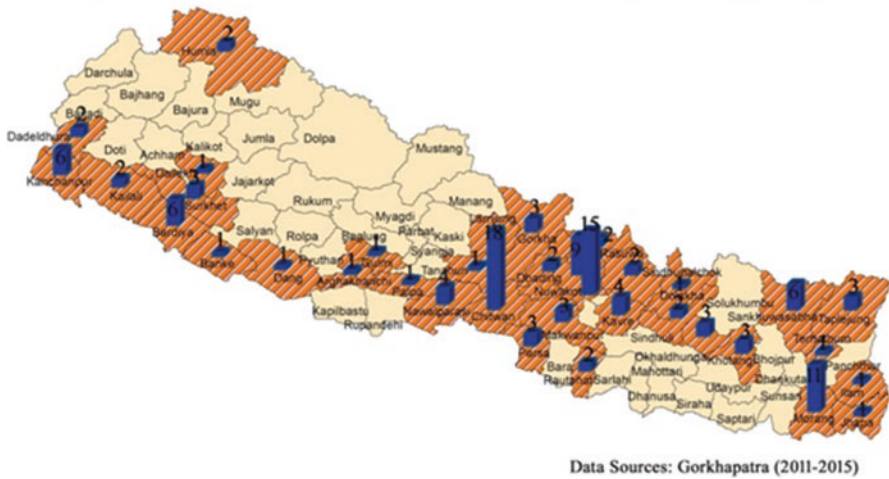 2
Humla
Darchula
Bajhang
Bajura
Mugu
2
Baitadi
Dadeldhura
Doti
Achham
Kalikot
Jumla
Dolpa
Mustang
6
Kanchanpur
2
Kailali
1
Dailekh
3
Surkhet
Jajarkot
Rukum
Manang
6
Bardiya
Salyan
Rolpa
Myagdi
Parbat
Kaski
Lamjung
Baglung
Syangja
1
Banke
1
Dang
Pyuthan
1
Arghakhanchi
1
Gulmi
1
Palpa
1
Tanahun
4
Nawalparasi
18
Chitwan
3
Gorkha
2
Dhading
9
Nuwakot
15
2
Rasuwa
2
Sindhupalchok
Kapilbastu
Rupandehi
3
Makwanpur
3
Parsa
4
Kavre
Dolkha
3
Solukhumbu
6
Sankhuwasabha
3
Taplejung
Bara
2
Rautahat
Sarlahi
Sindhuli
Okhaldhunga
Mahottari
3
Khotang
Bhojpur
1
Terhathum
Panchthar
Dhanusa
Siraha
Udaypur
Saptari
Dhankuta
Sunsari
11
Morang
1
Ilam
1
Jhapa
Data Sources: Gorkhapatra (2011-2015)